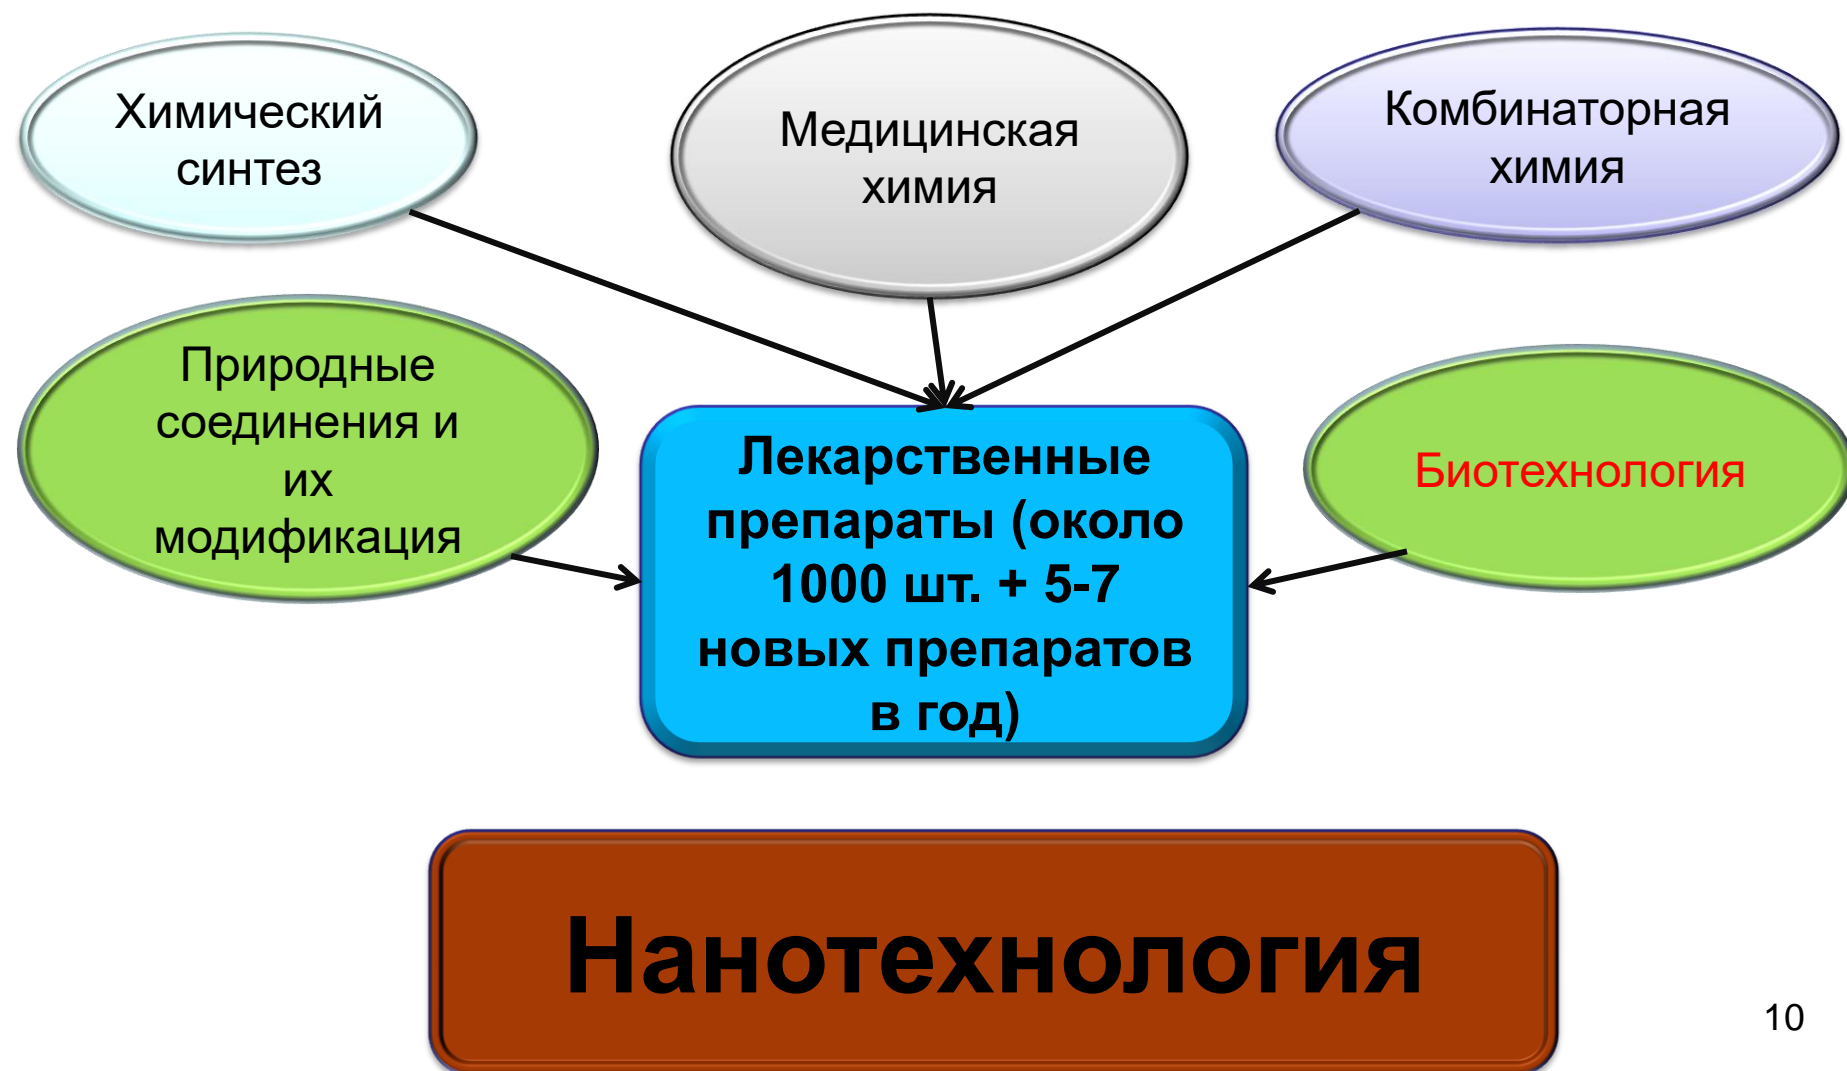 Химический
синтез
Медицинская
химия
Комбинаторная
химия
Природные
соединения и
их
модификация
Лекарственные
препараты (около
1000 шт. + 5-7
новых препаратов
в год)
Биотехнология
Нанотехнология
10